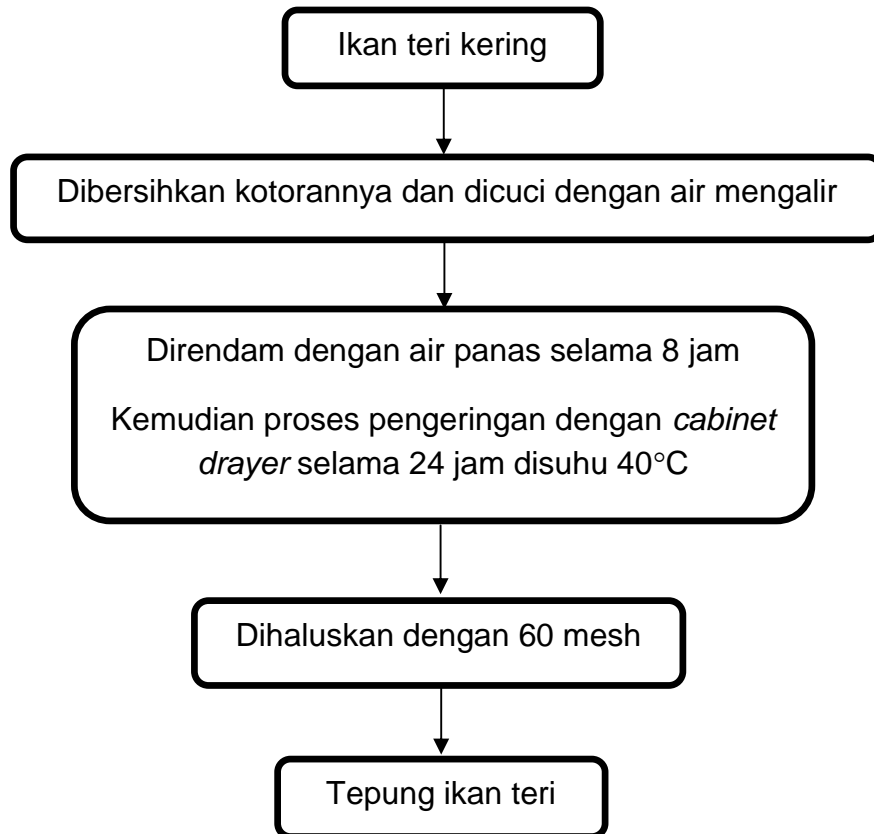 Ikan teri kering
Dibersihkan kotorannya dan dicuci dengan air mengalir
Direndam dengan air panas selama 8 jam
Kemudian proses pengeringan dengan cabinet
drayer selama 24 jam disuhu 40°C
Dihaluskan dengan 60 mesh
Tepung ikan teri